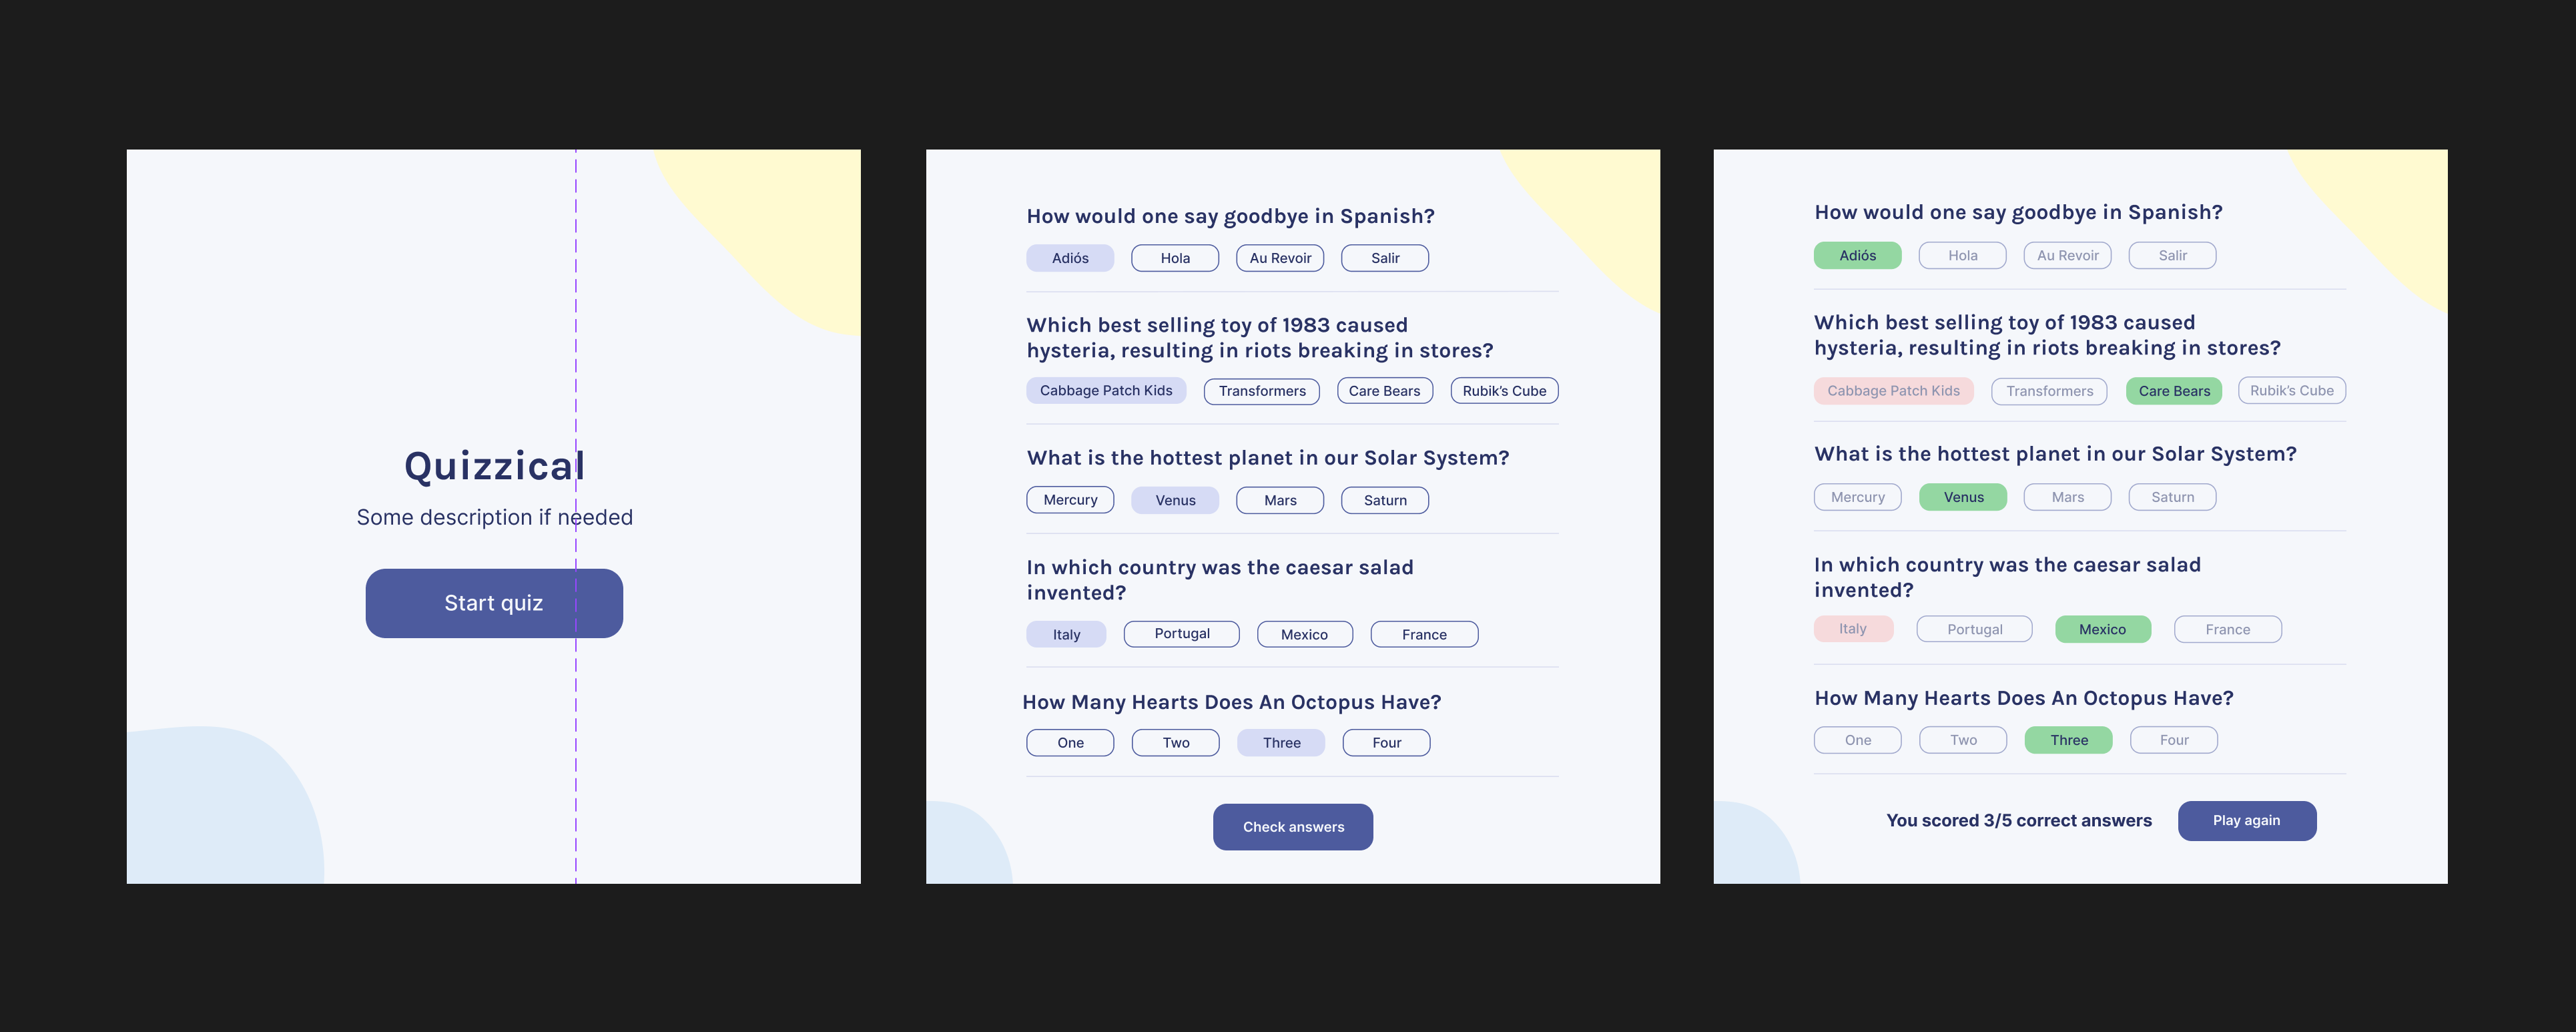 Quizzical
Some description if needed
Start quiz
How would one say goodbye in Spanish?
Adiós Hola Au Revoir Salir
Which best selling toy of 1983 caused
hysteria, resulting in riots breaking in stores?
Cabbage Patch Kids Transformers Care Bears Rubik’s Cube
What is the hottest planet in our Solar System?
Mercury Venus Mars Saturn
In which country was the caesar salad
invented?
Italy Portugal Mexico France
How Many Hearts Does An Octopus Have?
One Two Three Four
Check answers
How would one say goodbye in Spanish?
Adiós Hola Au Revoir Salir
Which best selling toy of 1983 caused
hysteria, resulting in riots breaking in stores?
Cabbage Patch Kids Transformers Care Bears Rubik’s Cube
What is the hottest planet in our Solar System?
Mercury Venus Mars Saturn
In which country was the caesar salad
invented?
Italy Portugal Mexico France
How Many Hearts Does An Octopus Have?
One Two Three Four
You scored 3/5 correct answers Play again